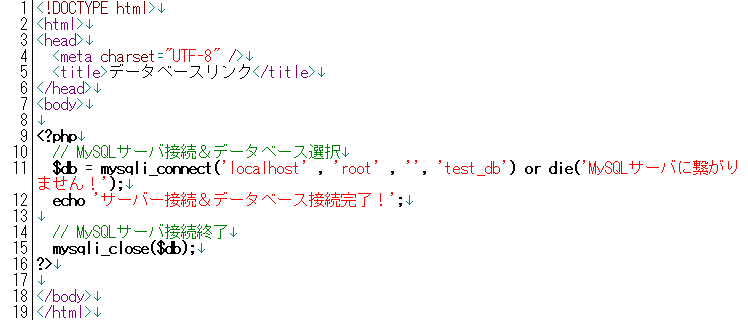 1 <!DOCTYPE html>↓
2 <html>↓
3 <head>↓
4   <meta charset="UTF-8" />↓
5   <title>データベースリンク</title>↓
6 </head>↓
7 <body>↓
8 ↓
9 <?php↓
10   // MySQLサーバ接続＆データベース選択↓
11   $db = mysqli_connect('localhost' , 'root' , '', 'test_db') or die('MySQLサーバに繋がり
ません！');↓
12   echo 'サーバー接続＆データベース接続完了！';↓
13 ↓
14   // MySQLサーバ接続終了↓
15   mysqli_close($db);↓
16 ?>↓
17 ↓
18 </body>↓
19 </html>↓